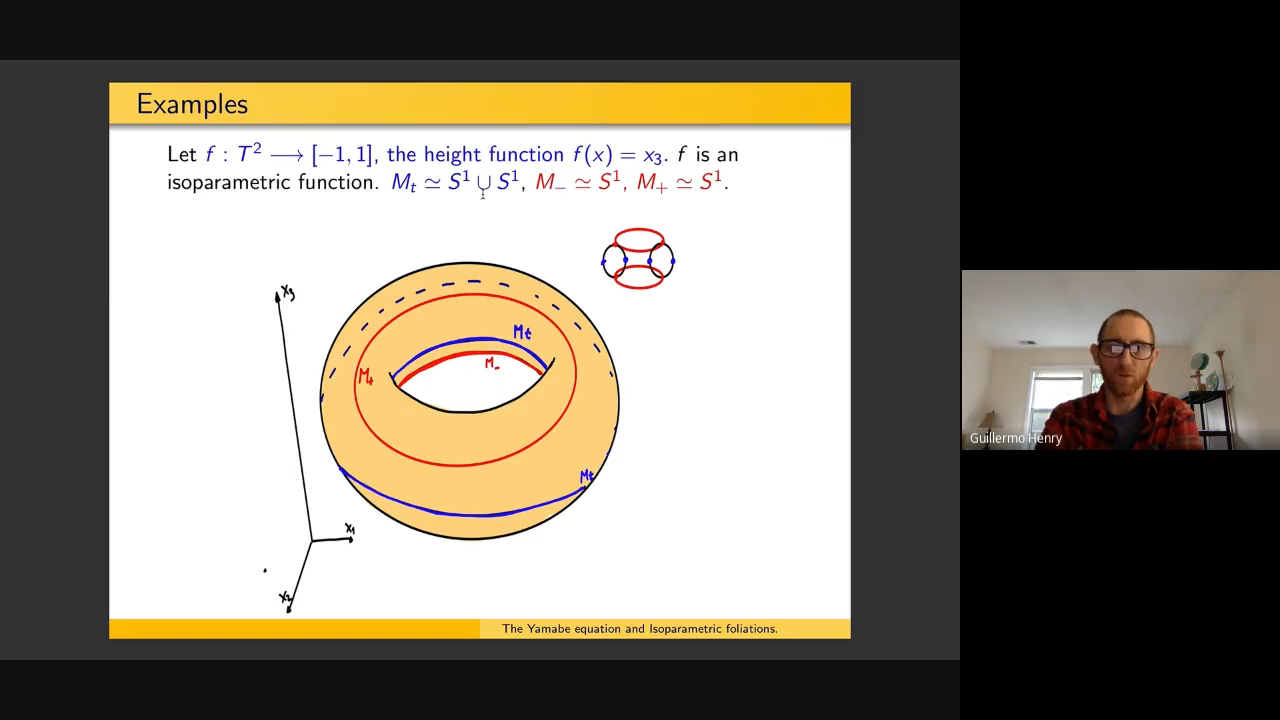 Examples
Let f : T² ⟶ [−1, 1], the height function f(x) = x₃. f is an
isoparametric function. Mₜ ≃ S¹ ∪ S¹, M₋ ≃ S¹, M₊ ≃ S¹.
x₃
Mt
M-
M+
Mt
x₁
x₂
The Yamabe equation and Isoparametric foliations.
Guillermo Henry